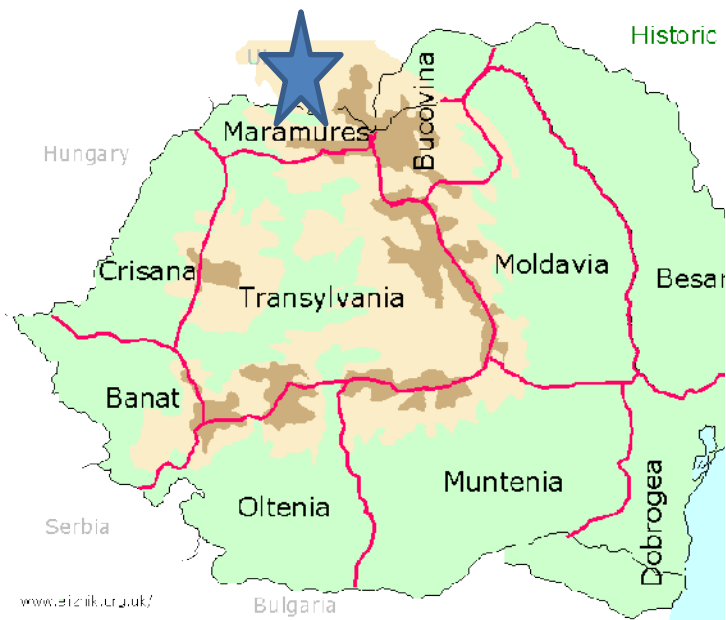 Historic
U
Maramures
Bucovina
Hungary
Moldavia
Crisana
Transylvania
Besar
Banat
Muntenia
Oltenia
Dobrogea
Serbia
Bulgaria